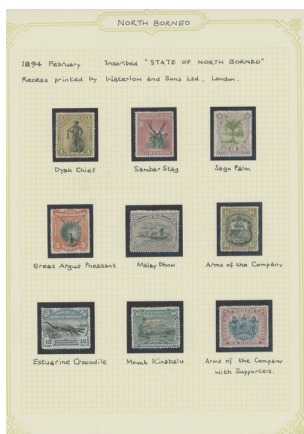 NORTH BORNEO
1894 February Inscribed "STATE OF NORTH BORNEO"
Recess printed by Waterlow and Sons Ltd., London.
Dyak Chief Sambar Stag Sago Palm
Great Argus Pheasant Malay Dhow Arms of the Company
Estuarine Crocodile Mount Kinabalu Arms of the Company
with Supporters.